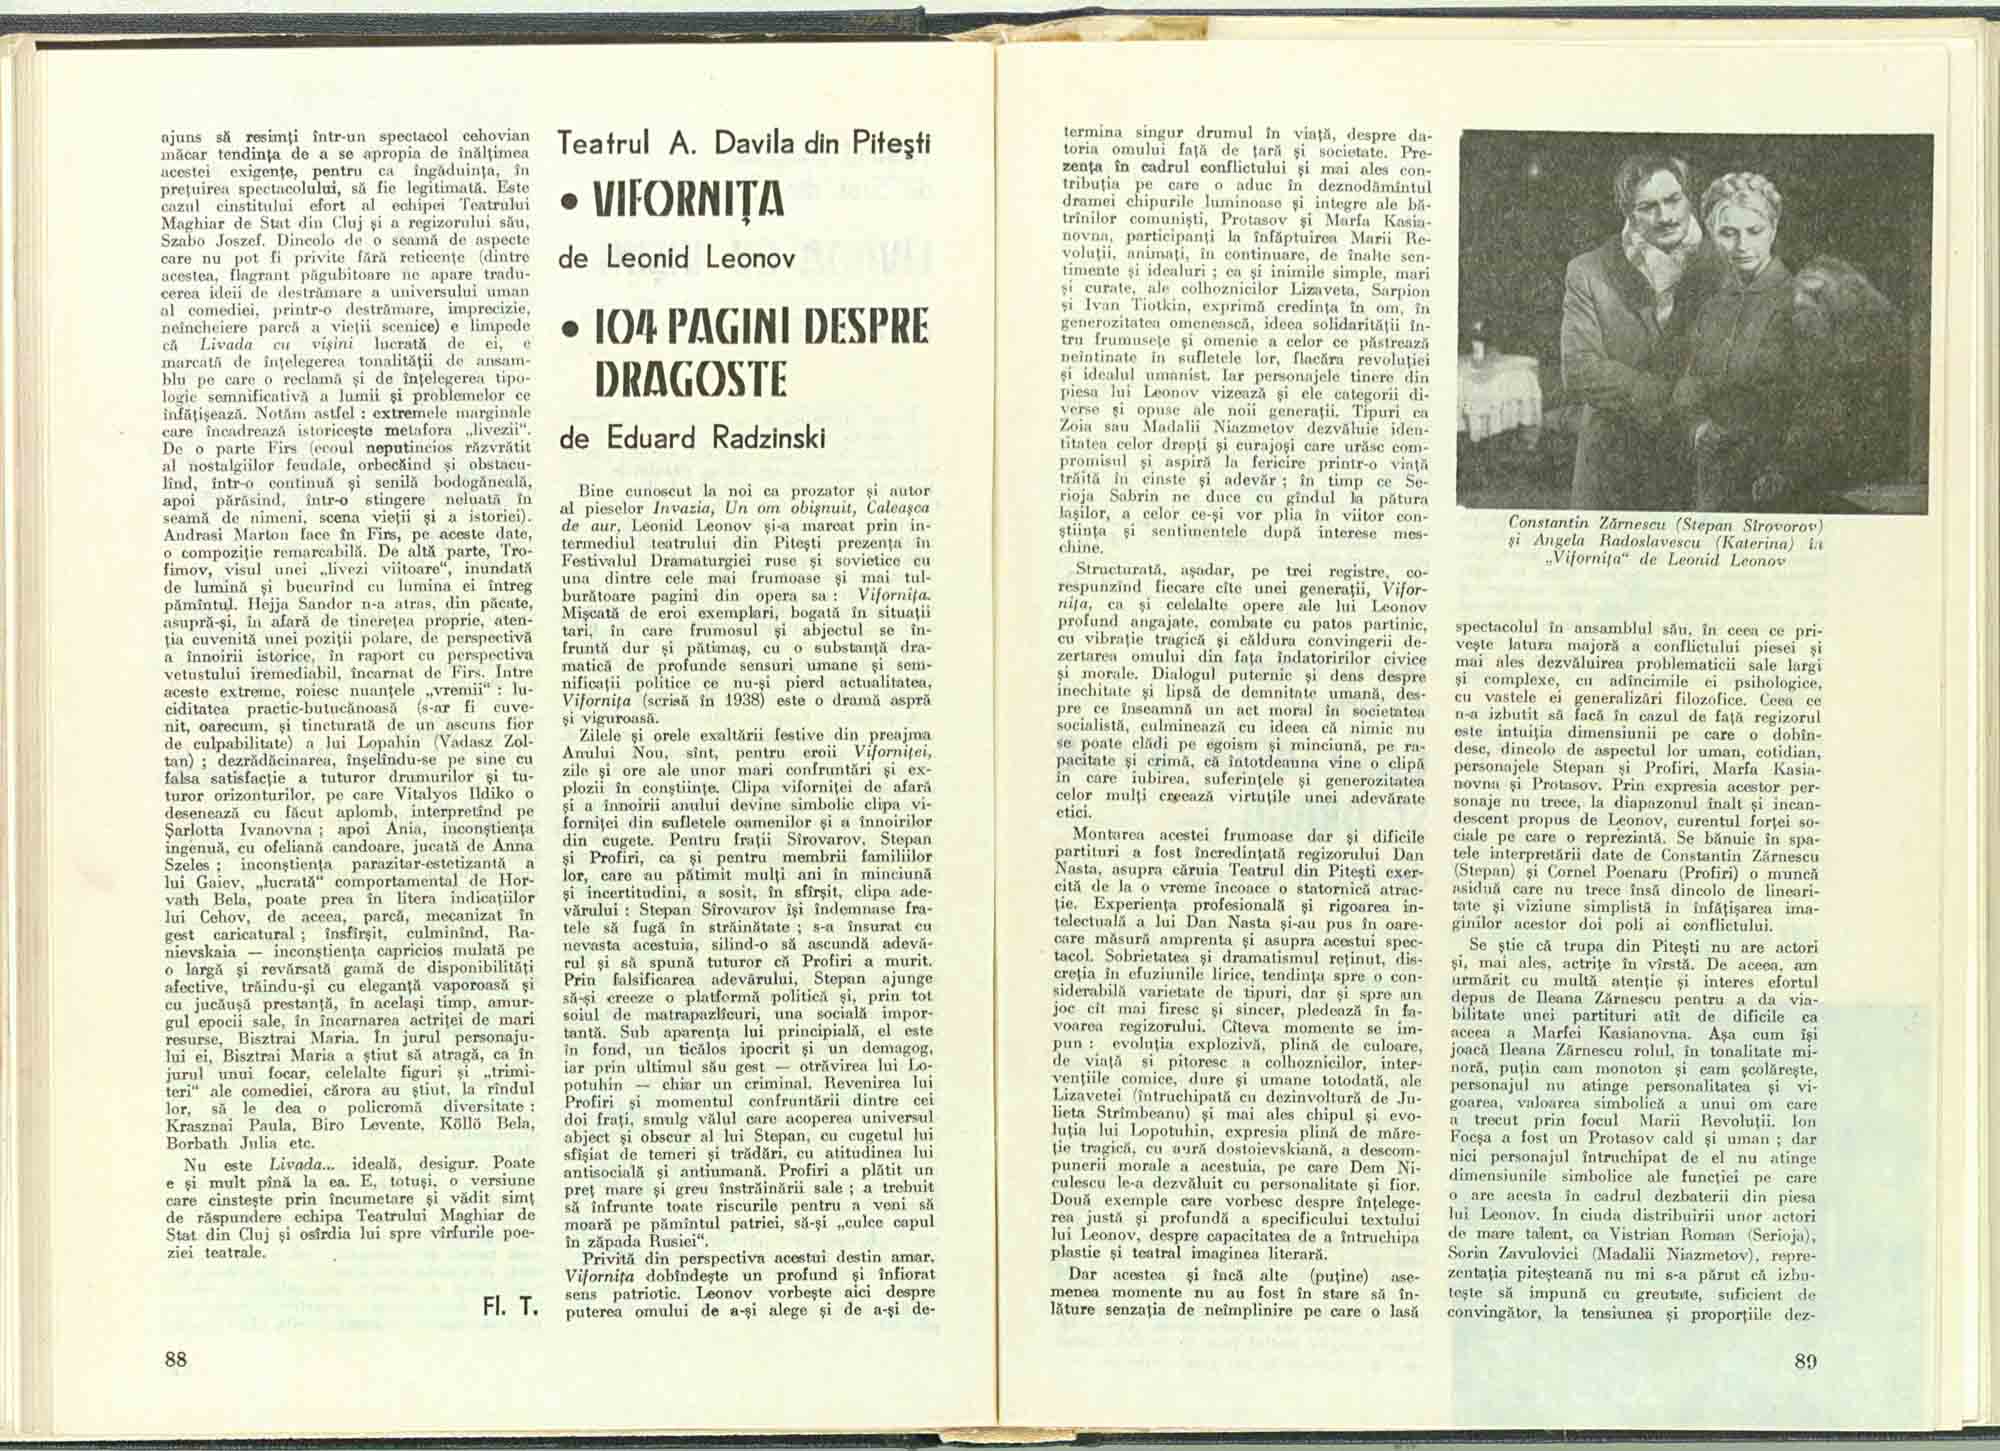 ajuns să resimți într-un spectacol cehovian
măcar tendința de a se apropia de înălțimea
acestei exigențe, pentru ca îngăduința, în
prețuirea spectacolului, să fie legitimată. Este
cazul cinstitului efort al echipei Teatrului
Maghiar de Stat din Cluj și a regizorului său,
Szabo Joszef. Dincolo de o seamă de aspecte
care nu pot fi privite fără reticențe (dintre
acestea, flagrant păgubitoare ne apare tradu-
cerea ideii de destrămare a universului uman
al comediei, printr-o destrămare, imprecizie,
neîncheiere parcă a vieții scenice) e limpede
că Livada cu vișini lucrată de ei, e
marcată de înțelegerea tonalității de ansam-
blu pe care o reclamă și de înțelegerea tipo-
logic semnificativă a lumii și problemelor ce
înfățișează. Notăm astfel : extremele marginale
care încadrează istoricește metafora „livezii“.
De o parte Firs (ecoul neputincios răzvrătit
al nostalgiilor feudale, orbecăind și obstacu-
lînd, într-o continuă și senilă bodogăneală,
apoi părăsind, într-o stingere neluată în
seamă de nimeni, scena vieții și a istoriei).
Andrasi Marton face în Firs, pe aceste date,
o compoziție remarcabilă. De altă parte, Tro-
fimov, visul unei „livezi viitoare“, inundată
de lumină și bucurînd cu lumina ei întreg
pămîntul. Hejja Sandor n-a atras, din păcate,
asupră-și, în afară de tinerețea proprie, aten-
ția cuvenită unei poziții polare, de perspectivă
a înnoirii istorice, în raport cu perspectiva
vetustului iremediabil, încarnat de Firs. Intre
aceste extreme, roiesc nuanțele „vremii“ : lu-
ciditatea practic-butucănoasă (s-ar fi cuve-
nit, oarecum, și tincturată de un ascuns fior
de culpabilitate) a lui Lopahin (Vadasz Zol-
tan) ; dezrădăcinarea, înșelîndu-se pe sine cu
falsa satisfacție a tuturor drumurilor și tu-
turor orizonturilor, pe care Vitalyos Ildiko o
desenează cu făcut aplomb, interpretînd pe
Șarlotta Ivanovna ; apoi Ania, inconștiența
ingenuă, cu ofeliană candoare, jucată de Anna
Szeles ; inconștiența parazitar-estetizantă a
lui Gaiev, „lucrată“ comportamental de Hor-
vath Bela, poate prea în litera indicațiilor
lui Cehov, de aceea, parcă, mecanizat în
gest caricatural ; însfîrșit, culminînd, Ra-
nievskaia — inconștiența capricios mulată pe
o largă și revărsată gamă de disponibilități
afective, trăindu-și cu eleganță vaporoasă și
cu jucăușă prestanță, în același timp, amur-
gul epocii sale, în încarnarea actriței de mari
resurse, Bisztrai Maria. In jurul personaju-
lui ei, Bisztrai Maria a știut să atragă, ca în
jurul unui focar, celelalte figuri și „trimi-
teri“ ale comediei, cărora au știut, la rîndul
lor, să le dea o policromă diversitate :
Krasznai Paula, Biro Levente, Köllö Bela,
Borbath Julia etc.
Nu este Livada... ideală, desigur. Poate
e și mult pînă la ea. E, totuși, o versiune
care cinstește prin încumetare și vădit simț
de răspundere echipa Teatrului Maghiar de
Stat din Cluj și osîrdia lui spre vîrfurile poe-
ziei teatrale.
Fl. T.
88
Teatrul A. Davila din Pitești
• VIFORNIȚA
de Leonid Leonov
• 104 PAGINI DESPRE
DRAGOSTE
de Eduard Radzinski
Bine cunoscut la noi ca prozator și autor
al pieselor Invazia, Un om obișnuit, Caleașca
de aur, Leonid Leonov și-a marcat prin in-
termediul teatrului din Pitești prezența în
Festivalul Dramaturgiei ruse și sovietice cu
una dintre cele mai frumoase și mai tul-
burătoare pagini din opera sa : Vifornița.
Mișcată de eroi exemplari, bogată în situații
tari, în care frumosul și abjectul se în-
fruntă dur și pătimaș, cu o substanță dra-
matică de profunde sensuri umane și sem-
nificații politice ce nu-și pierd actualitatea,
Vifornița (scrisă în 1938) este o dramă aspră
și viguroasă.
Zilele și orele exaltării festive din preajma
Anului Nou, sînt, pentru eroii Viforniței,
zile și ore ale unor mari confruntări și ex-
plozii în conștiințe. Clipa viforniței de afară
și a înnoirii anului devine simbolic clipa vi-
forniței din sufletele oamenilor și a înnoirilor
din cugete. Pentru frații Sîrovarov, Stepan
și Profiri, ca și pentru membrii familiilor
lor, care au pătimit mulți ani în minciună
și incertitudini, a sosit, în sfîrșit, clipa ade-
vărului : Stepan Sîrovarov își îndemnase fra-
tele să fugă în străinătate ; s-a însurat cu
nevasta acestuia, silind-o să ascundă adevă-
rul și să spună tuturor că Profiri a murit.
Prin falsificarea adevărului, Stepan ajunge
să-și creeze o platformă politică și, prin tot
soiul de matrapazlîcuri, una socială impor-
tantă. Sub aparența lui principială, el este
în fond, un ticălos ipocrit și un demagog,
iar prin ultimul său gest — otrăvirea lui Lo-
potuhin — chiar un criminal. Revenirea lui
Profiri și momentul confruntării dintre cei
doi frați, smulg vălul care acoperea universul
abject și obscur al lui Stepan, cu cugetul lui
sfîșiat de temeri și trădări, cu atitudinea lui
antisocială și antiumană. Profiri a plătit un
preț mare și greu înstrăinării sale ; a trebuit
să înfrunte toate riscurile pentru a veni să
moară pe pămîntul patriei, să-și „culce capul
în zăpada Rusiei“.
Privită din perspectiva acestui destin amar,
Vifornița dobîndește un profund și înfiorat
sens patriotic. Leonov vorbește aici despre
puterea omului de a-și alege și de a-și de-
termina singur drumul în viață, despre da-
toria omului față de țară și societate. Pre-
zența în cadrul conflictului și mai ales con-
tribuția pe care o aduc în deznodămîntul
dramei chipurile luminoase și integre ale bă-
trînilor comuniști, Protasov și Marfa Kasia-
novna, participanți la înfăptuirea Marii Re-
voluții, animați, în continuare, de înalte sen-
timente și idealuri ; ca și inimile simple, mari
și curate, ale colhoznicilor Lizaveta, Sarpion
și Ivan Tiotkin, exprimă credința în om, în
generozitatea omenească, ideea solidarității în-
tru frumusețe și omenie a celor ce păstrează
neîntinate în sufletele lor, flacăra revoluției
și idealul umanist. Iar personajele tinere din
piesa lui Leonov vizează și ele categorii di-
verse și opuse ale noii generații. Tipuri ca
Zoia sau Madalii Niazmetov dezvăluie iden-
titatea celor drepți și curajoși care urăsc com-
promisul și aspiră la fericire printr-o viață
trăită în cinste și adevăr ; în timp ce Se-
rioja Sabrin ne duce cu gîndul la pătura
lașilor, a celor ce-și vor plia în viitor con-
știința și sentimentele după interese mes-
chine.
Structurată, așadar, pe trei registre, co-
respunzînd fiecare cîte unei generații, Vifor-
nița, ca și celelalte opere ale lui Leonov
profund angajate, combate cu patos partinic,
cu vibrație tragică și căldura convingerii de-
zertarea omului din fața îndatoririlor civice
și morale. Dialogul puternic și dens despre
inechitate și lipsă de demnitate umană, des-
pre ce înseamnă un act moral în societatea
socialistă, culminează cu ideea că nimic nu
se poate clădi pe egoism și minciună, pe ra-
pacitate și crimă, că întotdeauna vine o clipă
în care iubirea, suferințele și generozitatea
celor mulți creează virtuțile unei adevărate
etici.
Montarea acestei frumoase dar și dificile
partituri a fost încredințată regizorului Dan
Nasta, asupra căruia Teatrul din Pitești exer-
cită de la o vreme încoace o statornică atrac-
ție. Experiența profesională și rigoarea in-
telectuală a lui Dan Nasta și-au pus în oare-
care măsură amprenta și asupra acestui spec-
tacol. Sobrietatea și dramatismul reținut, dis-
creția în efuziunile lirice, tendința spre o con-
siderabilă varietate de tipuri, dar și spre un
joc cît mai firesc și sincer, pledează în fa-
voarea regizorului. Cîteva momente se im-
pun : evoluția explozivă, plină de culoare,
de viață si pitoresc a colhoznicilor, inter-
vențiile comice, dure și umane totodată, ale
Lizavetei (întruchipată cu dezinvoltură de Ju-
lieta Strîmbeanu) și mai ales chipul și evo-
luția lui Lopotuhin, expresia plină de măre-
ție tragică, cu aură dostoievskiană, a descom-
punerii morale a acestuia, pe care Dem Ni-
culescu le-a dezvăluit cu personalitate și fior.
Două exemple care vorbesc despre înțelege-
rea justă și profundă a specificului textului
lui Leonov, despre capacitatea de a întruchipa
plastic și teatral imaginea literară.
Dar acestea și încă alte (puține) ase-
menea momente nu au fost în stare să în-
lăture senzația de neîmplinire pe care o lasă
Constantin Zărnescu (Stepan Sîrovorov)
și Angela Radoslavescu (Katerina) în
„Vifornița“ de Leonid Leonov
spectacolul în ansamblul său, în ceea ce pri-
vește latura majoră a conflictului piesei și
mai ales dezvăluirea problematicii sale largi
și complexe, cu adîncimile ei psihologice,
cu vastele ei generalizări filozofice. Ceea ce
n-a izbutit să facă în cazul de față regizorul
este intuiția dimensiunii pe care o dobîn-
desc, dincolo de aspectul lor uman, cotidian,
personajele Stepan și Profiri, Marfa Kasia-
novna și Protasov. Prin expresia acestor per-
sonaje nu trece, la diapazonul înalt și incan-
descent propus de Leonov, curentul forței so-
ciale pe care o reprezintă. Se bănuie în spa-
tele interpretării date de Constantin Zărnescu
(Stepan) și Cornel Poenaru (Profiri) o muncă
asiduă care nu trece însă dincolo de lineari-
tate și viziune simplistă în înfățișarea ima-
ginilor acestor doi poli ai conflictului.
Se știe că trupa din Pitești nu are actori
și, mai ales, actrițe în vîrstă. De aceea, am
urmărit cu multă atenție și interes efortul
depus de Ileana Zărnescu pentru a da via-
bilitate unei partituri atît de dificile ca
aceea a Marfei Kasianovna. Așa cum își
joacă Ileana Zărnescu rolul, în tonalitate mi-
noră, puțin cam monoton și cam școlărește,
personajul nu atinge personalitatea și vi-
goarea, valoarea simbolică a unui om care
a trecut prin focul Marii Revoluții. Ion
Focșa a fost un Protasov cald și uman ; dar
nici personajul întruchipat de el nu atinge
dimensiunile simbolice ale funcției pe care
o are acesta în cadrul dezbaterii din piesa
lui Leonov. In ciuda distribuirii unor actori
de mare talent, ca Vistrian Roman (Serioja),
Sorin Zavulovici (Madalii Niazmetov), repre-
zentația piteșteană nu mi s-a părut că izbu-
tește să impună cu greutate, suficient de
convingător, la tensiunea și proporțiile dez-
89